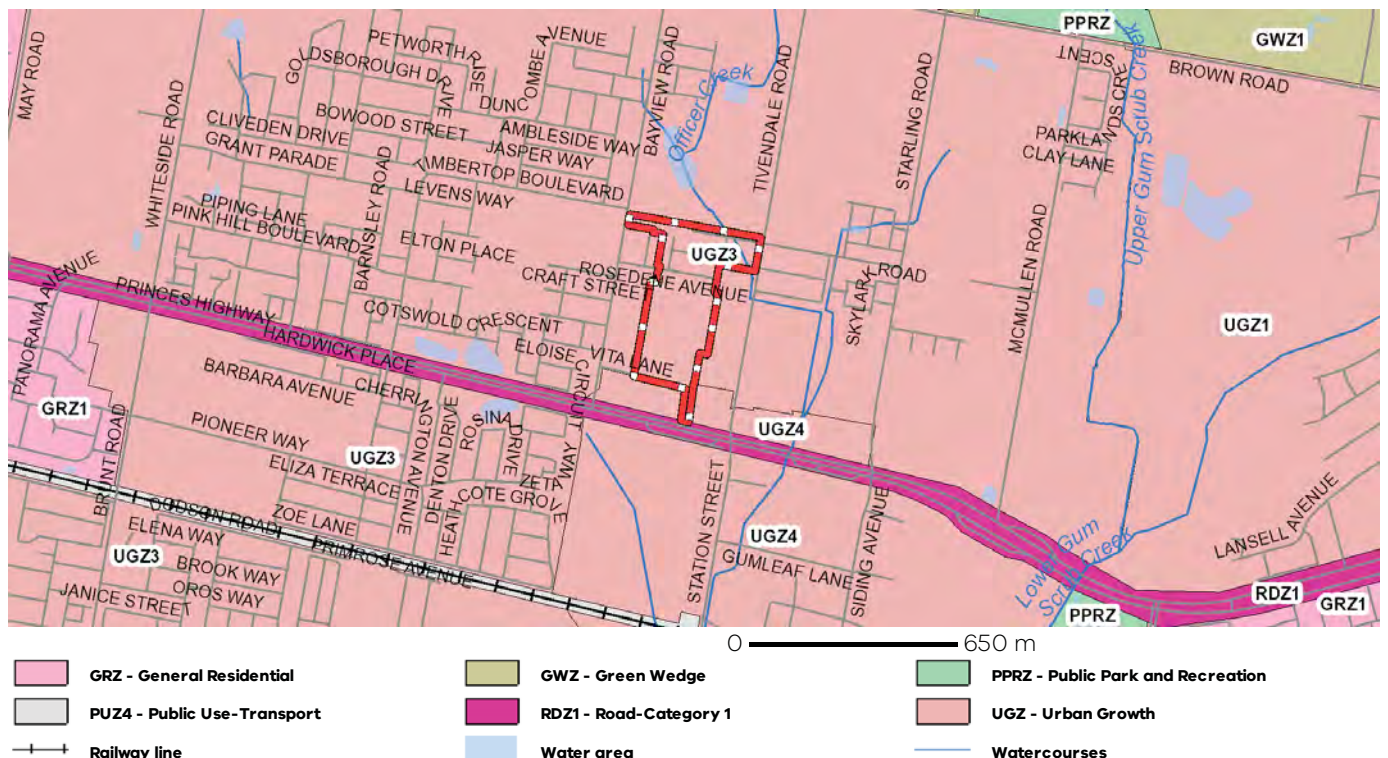 PPRZ
GWZ1
MAY ROAD
PETWORTH RISE
AVENUE
GOLDSBOROUGH DRIVE
DUNCOMBE
BAYVIEW ROAD
Officer Creek
TIVENDALE ROAD
STARLING ROAD
SCENT
BROWN ROAD
WHITESIDE ROAD
CLIVEDEN DRIVE
BOWOOD STREET
AMBLESIDE WAY
JASPER WAY
PARKLANDS CRE
CLAY LANE
Upper Gum Scrub Creek
GRANT PARADE
TIMBERTOP BOULEVARD
LEVENS WAY
BARNSLEY ROAD
PIPING LANE
PINK HILL BOULEVARD
ELTON PLACE
UGZ3
ROSEDENE AVENUE
CRAFT STREET
SKYLARK ROAD
MCMULLEN ROAD
UGZ1
PANORAMA AVENUE
PRINCES HIGHWAY
COTSWOLD CRESCENT
HARDWICK PLACE
ELOISE CIRCUIT
VITA LANE
BARBARA AVENUE
CHERRINGTON AVENUE
GRZ1
BRUNT ROAD
PIONEER WAY
DENTON DRIVE
ROSINA DRIVE
WAY
UGZ4
UGZ3
ELIZA TERRACE
HEATH
COTE GROVE
ZETA
STATION STREET
SIDING AVENUE
LANSELL AVENUE
ZOE LANE
GODSON ROAD
ELENA WAY
PRIMROSE AVENUE
UGZ3
BROOK WAY
OROS WAY
JANICE STREET
UGZ4
GUMLEAF LANE
Lower Gum
Scrub Creek
RDZ1
GRZ1
PPRZ
0 650 m
GRZ - General Residential
GWZ - Green Wedge
PPRZ - Public Park and Recreation
PUZ4 - Public Use-Transport
RDZ1 - Road-Category 1
UGZ - Urban Growth
Railway line
Water area
Watercourses